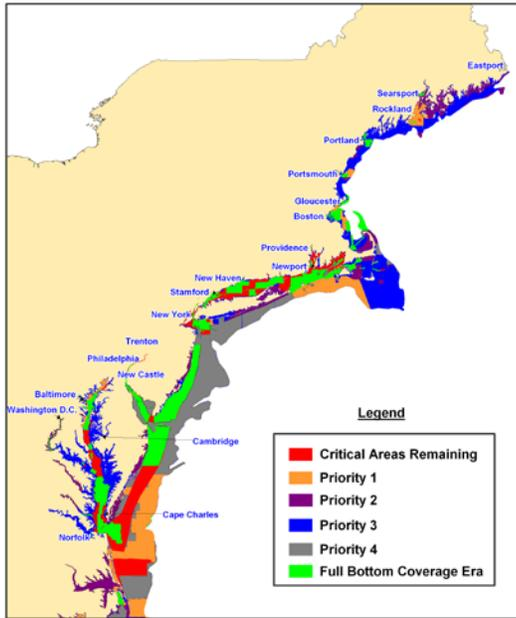 Eastport
Searsport
Rockland
Portland
Portsmouth
Gloucester
Boston
Providence
Newport
New Haven
Stamford
New York
Trenton
Philadelphia
New Castle
Baltimore
Washington D.C.
Cambridge
Cape Charles
Norfolk
Legend
Critical Areas Remaining
Priority 1
Priority 2
Priority 3
Priority 4
Full Bottom Coverage Era